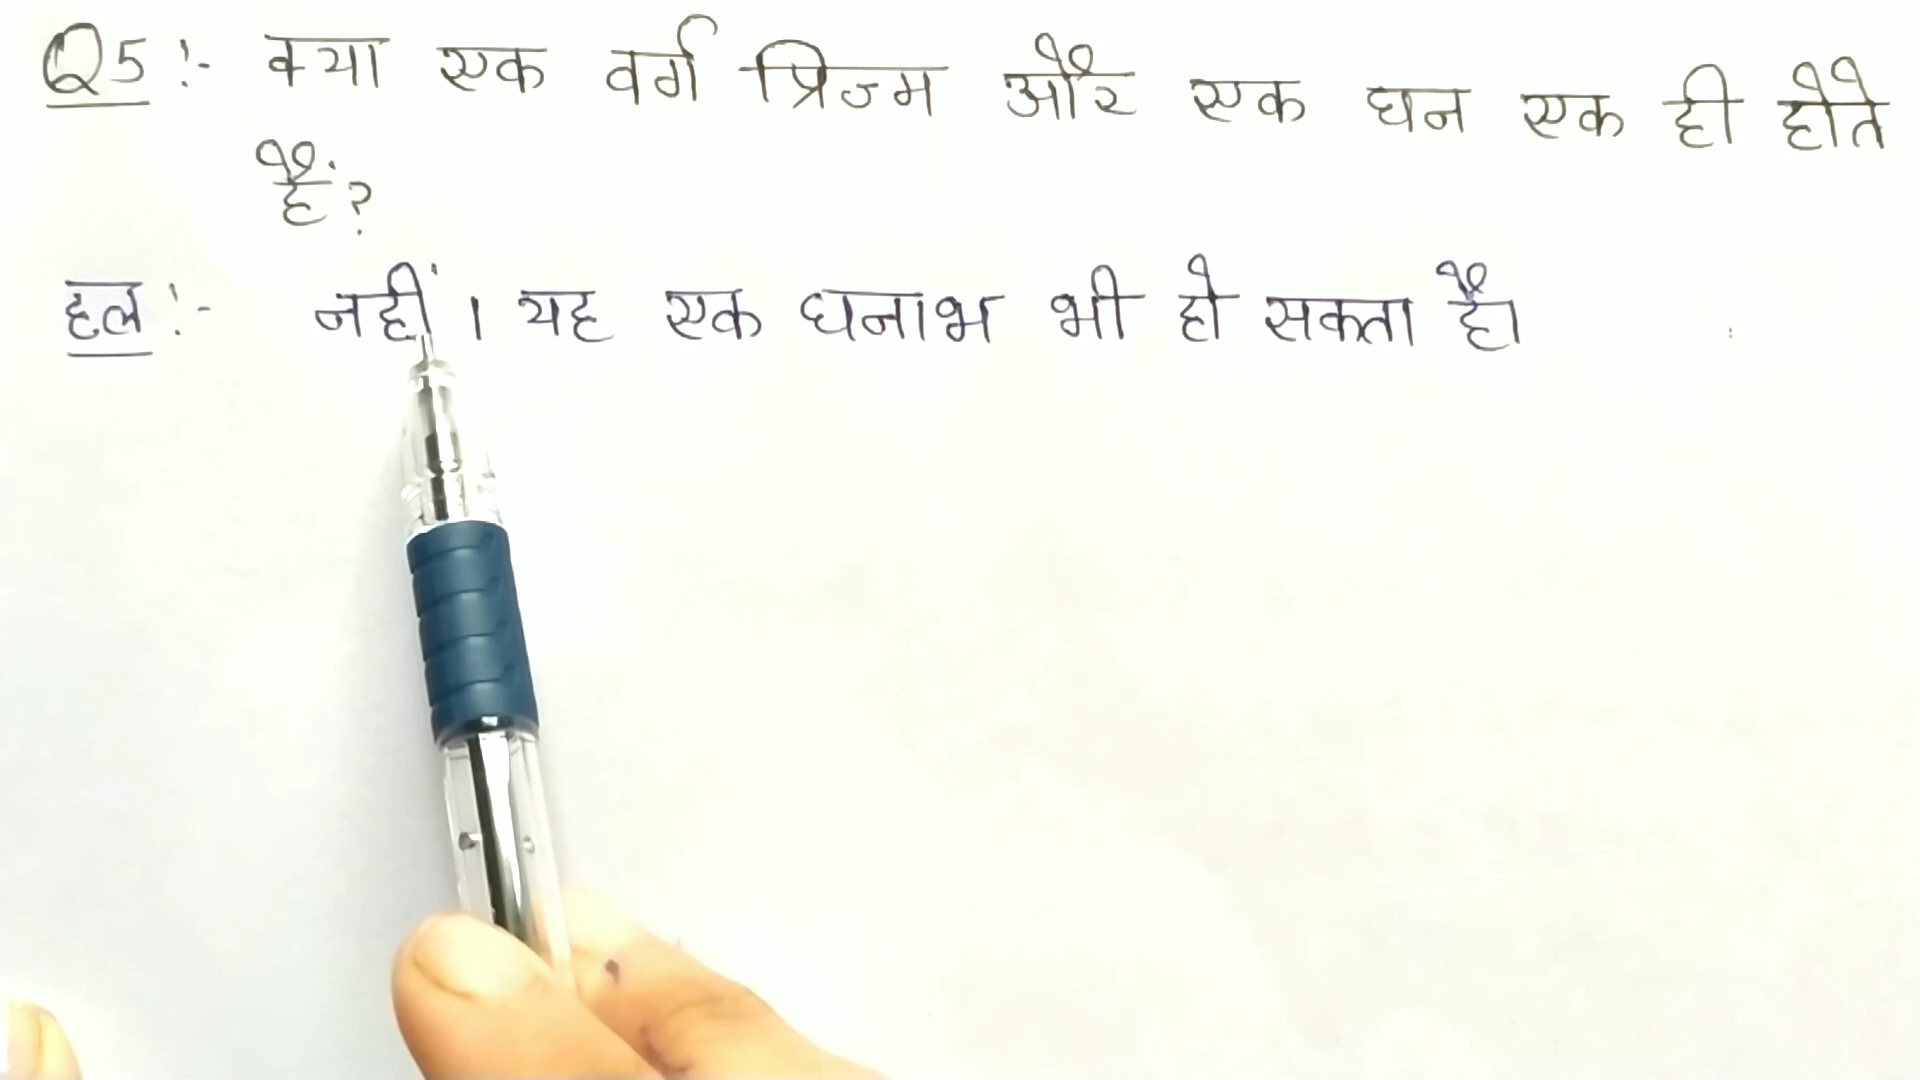 Q5:- क्या एक वर्ग प्रिज्म और एक घन एक ही होते
हैं?
हल:- नहीं। यह एक घनाभ भी हो सकता है।